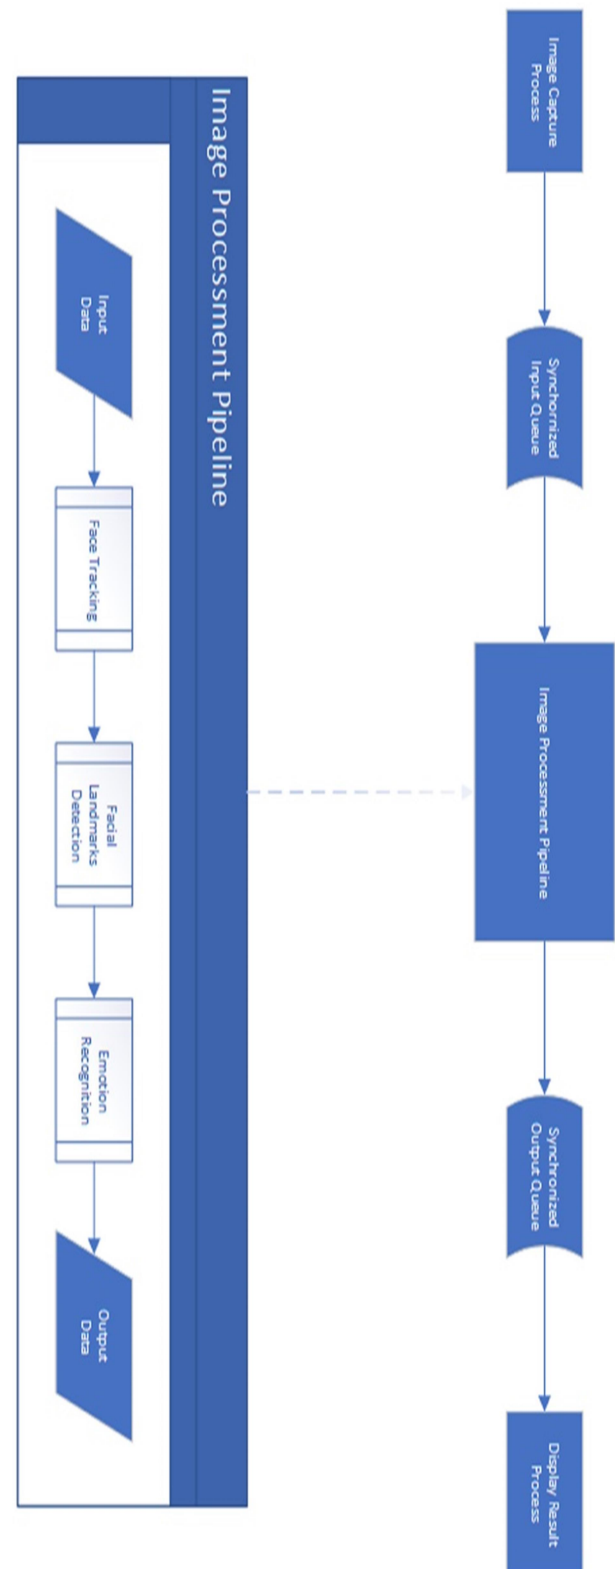 Image Capture
Process
Synchornized
Input Queue
Image Processment Pipeline
Synchronized
Output Queue
Display Result
Process
Image Processment Pipeline
Input
Data
Face Tracking
Facial
Landmarks
Detection
Emotion
Recognition
Output
Data